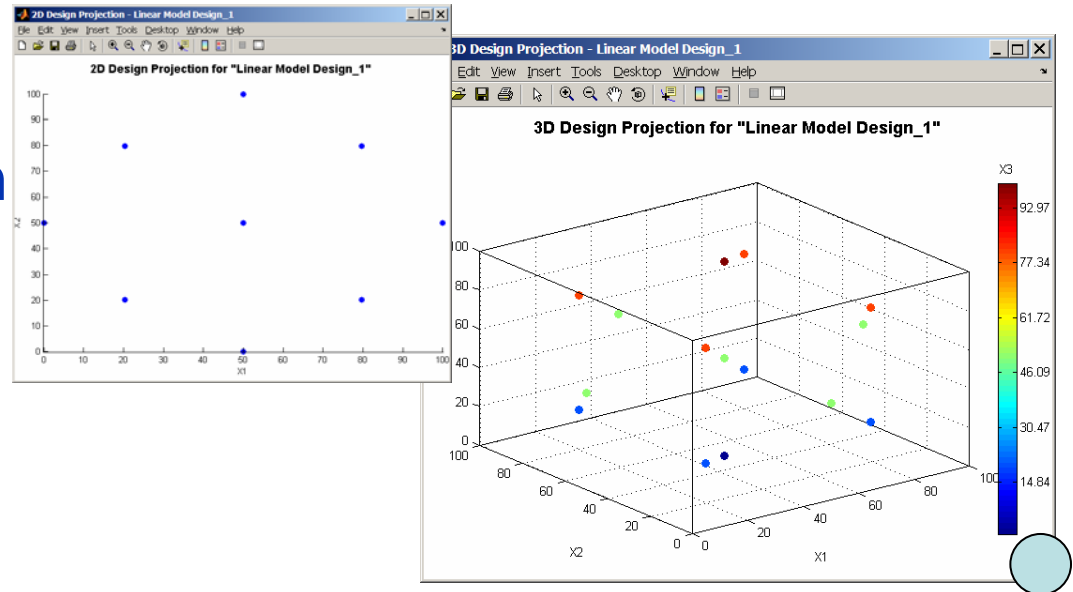 2D Design Projection - Linear Model Design_1
File Edit View Insert Tools Desktop Window Help
2D Design Projection for "Linear Model Design_1"
100
90
80
70
60
50
40
30
20
10
0
X2
0 10 20 30 40 50 60 70 80 90 100
X1
n
3D Design Projection - Linear Model Design_1
Edit View Insert Tools Desktop Window Help
3D Design Projection for "Linear Model Design_1"
X3
92.97
77.34
61.72
46.09
30.47
14.84
100
80
60
40
20
0
100
80
60
40
20
0
X2
0
20
40
60
80
100
X1